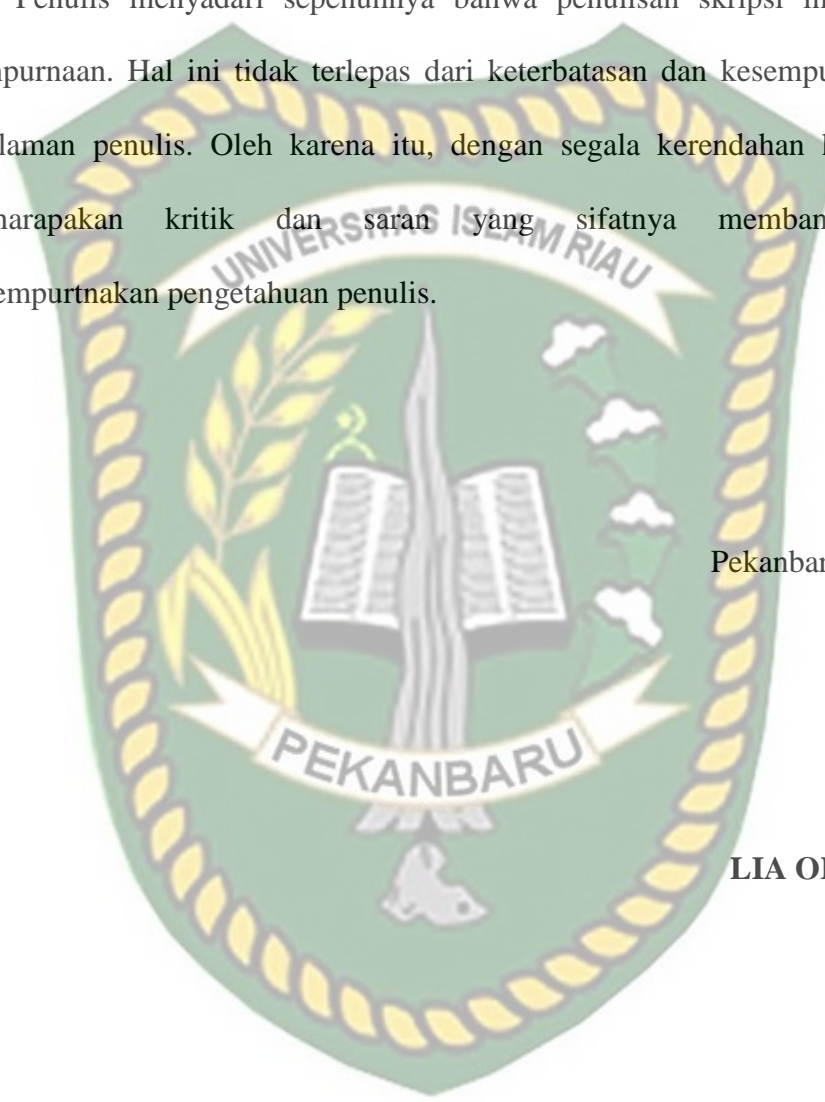 Penulis menyadari sepenuhnya bahwa penulisan skripsi
mpurnaan. Hal ini tidak terlepas dari keterbatasan dan kesempu
laman penulis. Oleh karena itu, dengan segala kerendahan
harapakan kritik dan saran yang sifatnya memban
empurtnakan pengetahuan penulis.
UNIVERSITAS ISLAM RIAU
Pekanbar
PEKANBARU
LIA